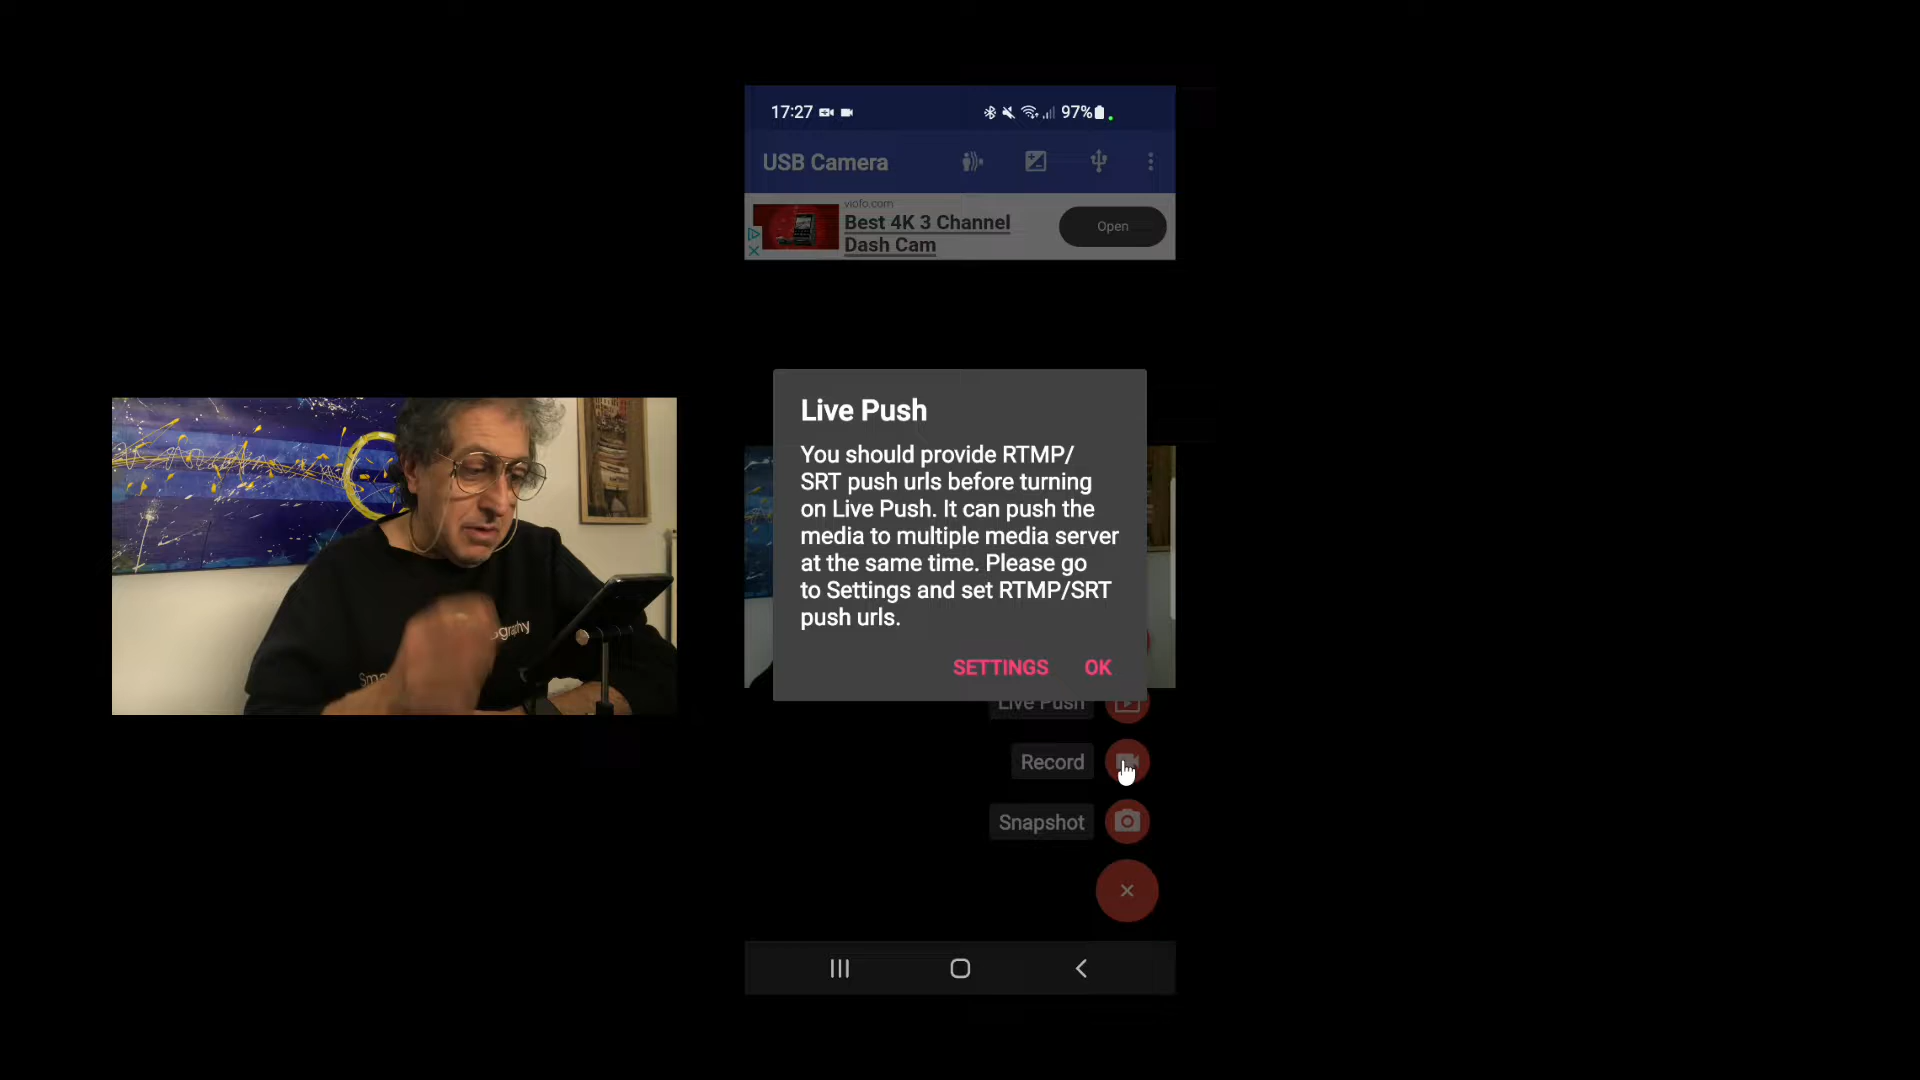 17:27
97%
USB Camera
viofo.com
Best 4K 3 Channel
Dash Cam
Open
Live Push
You should provide RTMP/
SRT push urls before turning
on Live Push. It can push the
media to multiple media server
at the same time. Please go
to Settings and set RTMP/SRT
push urls.
SETTINGS OK
Live Push
Record
Snapshot